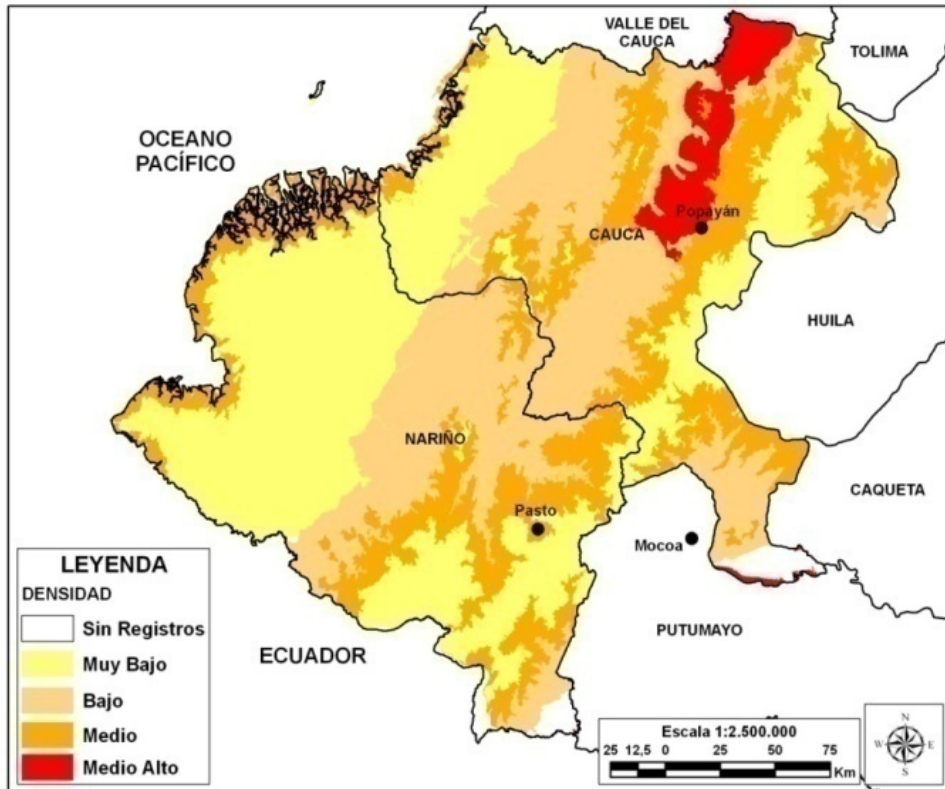 VALLE DEL
CAUCA
TOLIMA
OCEANO
PACÍFICO
Popayán
CAUCA
HUILA
NARIÑO
CAQUETA
Pasto
Mocoa
PUTUMAYO
ECUADOR
LEYENDA
DENSIDAD
Sin Registros
Muy Bajo
Bajo
Medio
Medio Alto
Escala 1:2.500.000
25 12,5 0 25 50 75
Km
N
W E
S